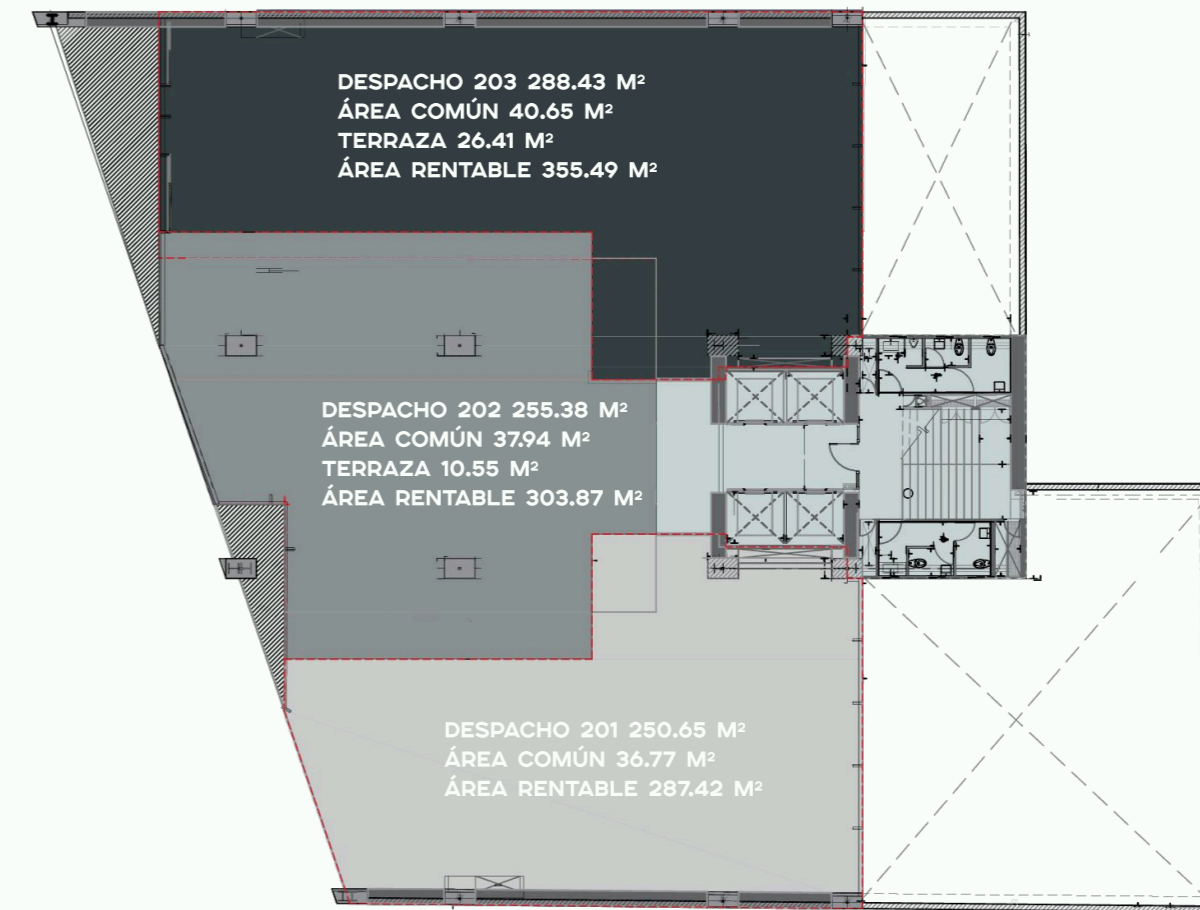 DESPACHO 203 288.43 M²
ÁREA COMÚN 40.65 M²
TERRAZA 26.41 M²
ÁREA RENTABLE 355.49 M²
DESPACHO 202 255.38 M²
ÁREA COMÚN 37.94 M²
TERRAZA 10.55 M²
ÁREA RENTABLE 303.87 M²
DESPACHO 201 250.65 M²
ÁREA COMÚN 36.77 M²
ÁREA RENTABLE 287.42 M²